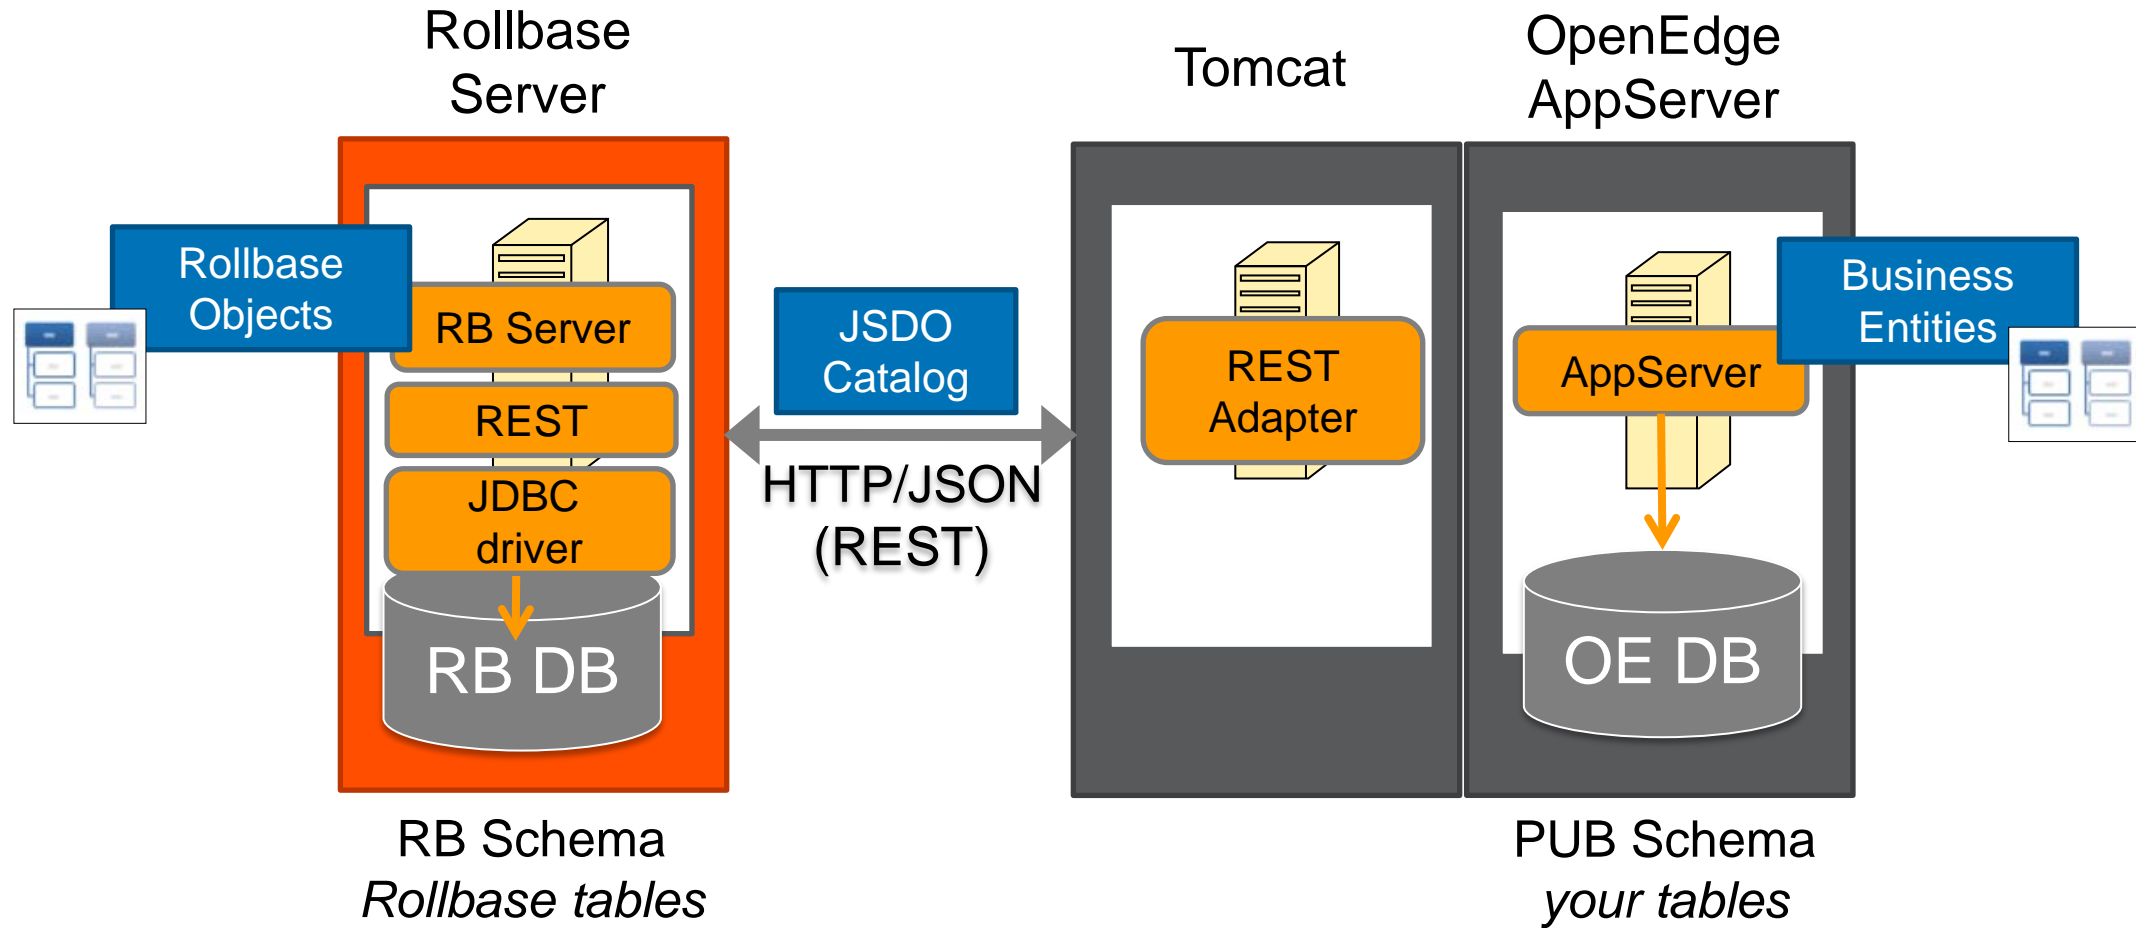 Rollbase
Server
Tomcat
OpenEdge
AppServer
Rollbase
Objects
RB Server
REST
JDBC
driver
RB DB
JSDO
Catalog
HTTP/JSON
(REST)
REST
Adapter
AppServer
Business
Entities
OE DB
RB Schema
Rollbase tables
PUB Schema
your tables